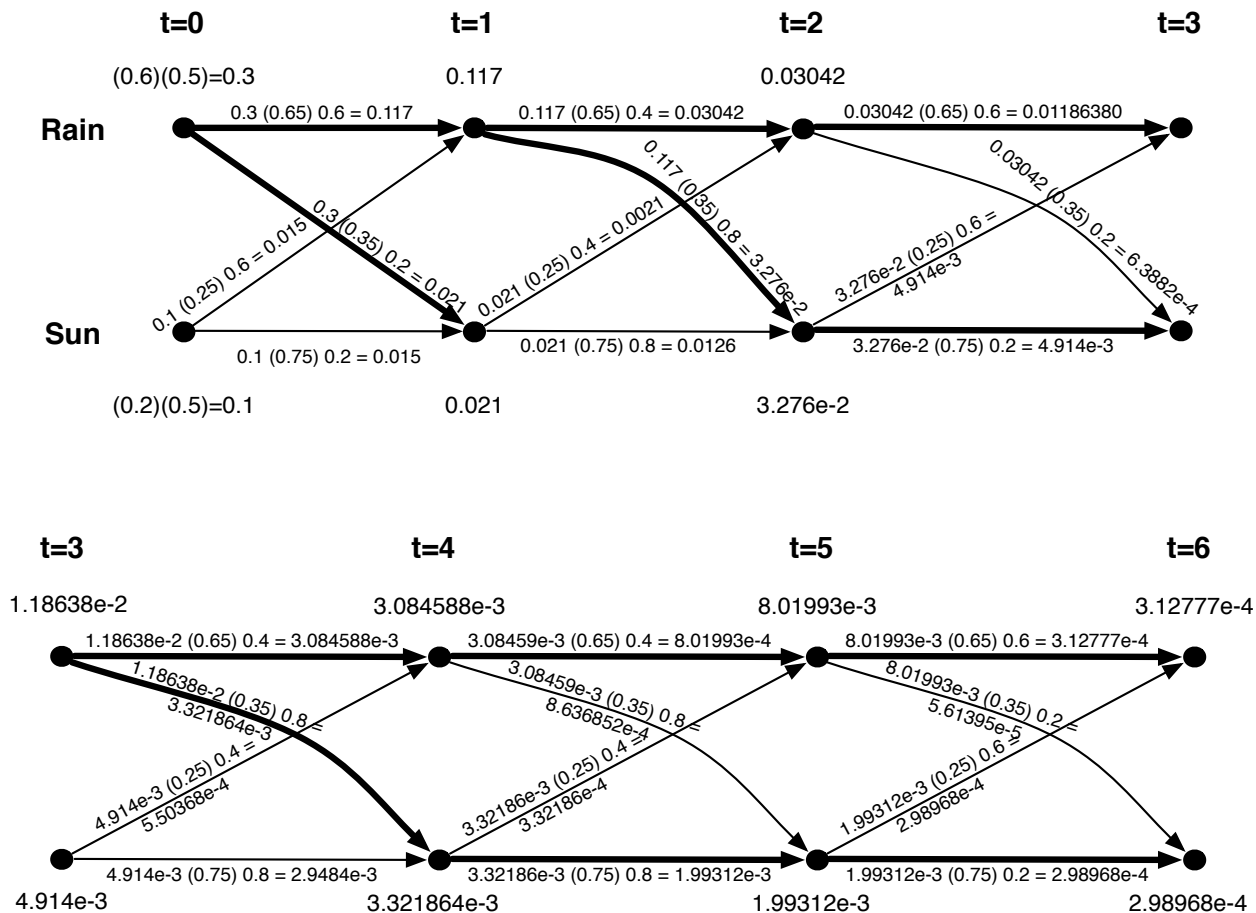 t=0 t=1 t=2 t=3
(0.6)(0.5)=0.3 0.117 0.03042
0.3 (0.65) 0.6 = 0.117 0.117 (0.65) 0.4 = 0.03042 0.03042 (0.65) 0.6 = 0.01186380
Rain
0.1 (0.25) 0.6 = 0.015
0.3 (0.35) 0.2 = 0.021
0.021 (0.25) 0.4 = 0.0021
0.117 (0.35) 0.8 = 3.276e-2
3.276e-2 (0.25) 0.6 =
4.914e-3
0.03042 (0.35) 0.2 = 6.3882e-4
Sun
0.1 (0.75) 0.2 = 0.015 0.021 (0.75) 0.8 = 0.0126 3.276e-2 (0.75) 0.2 = 4.914e-3
(0.2)(0.5)=0.1 0.021 3.276e-2
t=3 t=4 t=5 t=6
1.18638e-2 3.084588e-3 8.01993e-3 3.12777e-4
1.18638e-2 (0.65) 0.4 = 3.084588e-3 3.08459e-3 (0.65) 0.4 = 8.01993e-4 8.01993e-3 (0.65) 0.6 = 3.12777e-4
1.18638e-2 (0.35) 0.8 =
3.321864e-3
4.914e-3 (0.25) 0.4 =
5.50368e-4
3.08459e-3 (0.35) 0.8 =
8.636852e-4
3.32186e-3 (0.25) 0.4 =
3.32186e-4
8.01993e-3 (0.35) 0.2 =
5.61395e-5
1.99312e-3 (0.25) 0.6 =
2.98968e-4
4.914e-3 (0.75) 0.8 = 2.9484e-3 3.32186e-3 (0.75) 0.8 = 1.99312e-3 1.99312e-3 (0.75) 0.2 = 2.98968e-4
4.914e-3 3.321864e-3 1.99312e-3 2.98968e-4